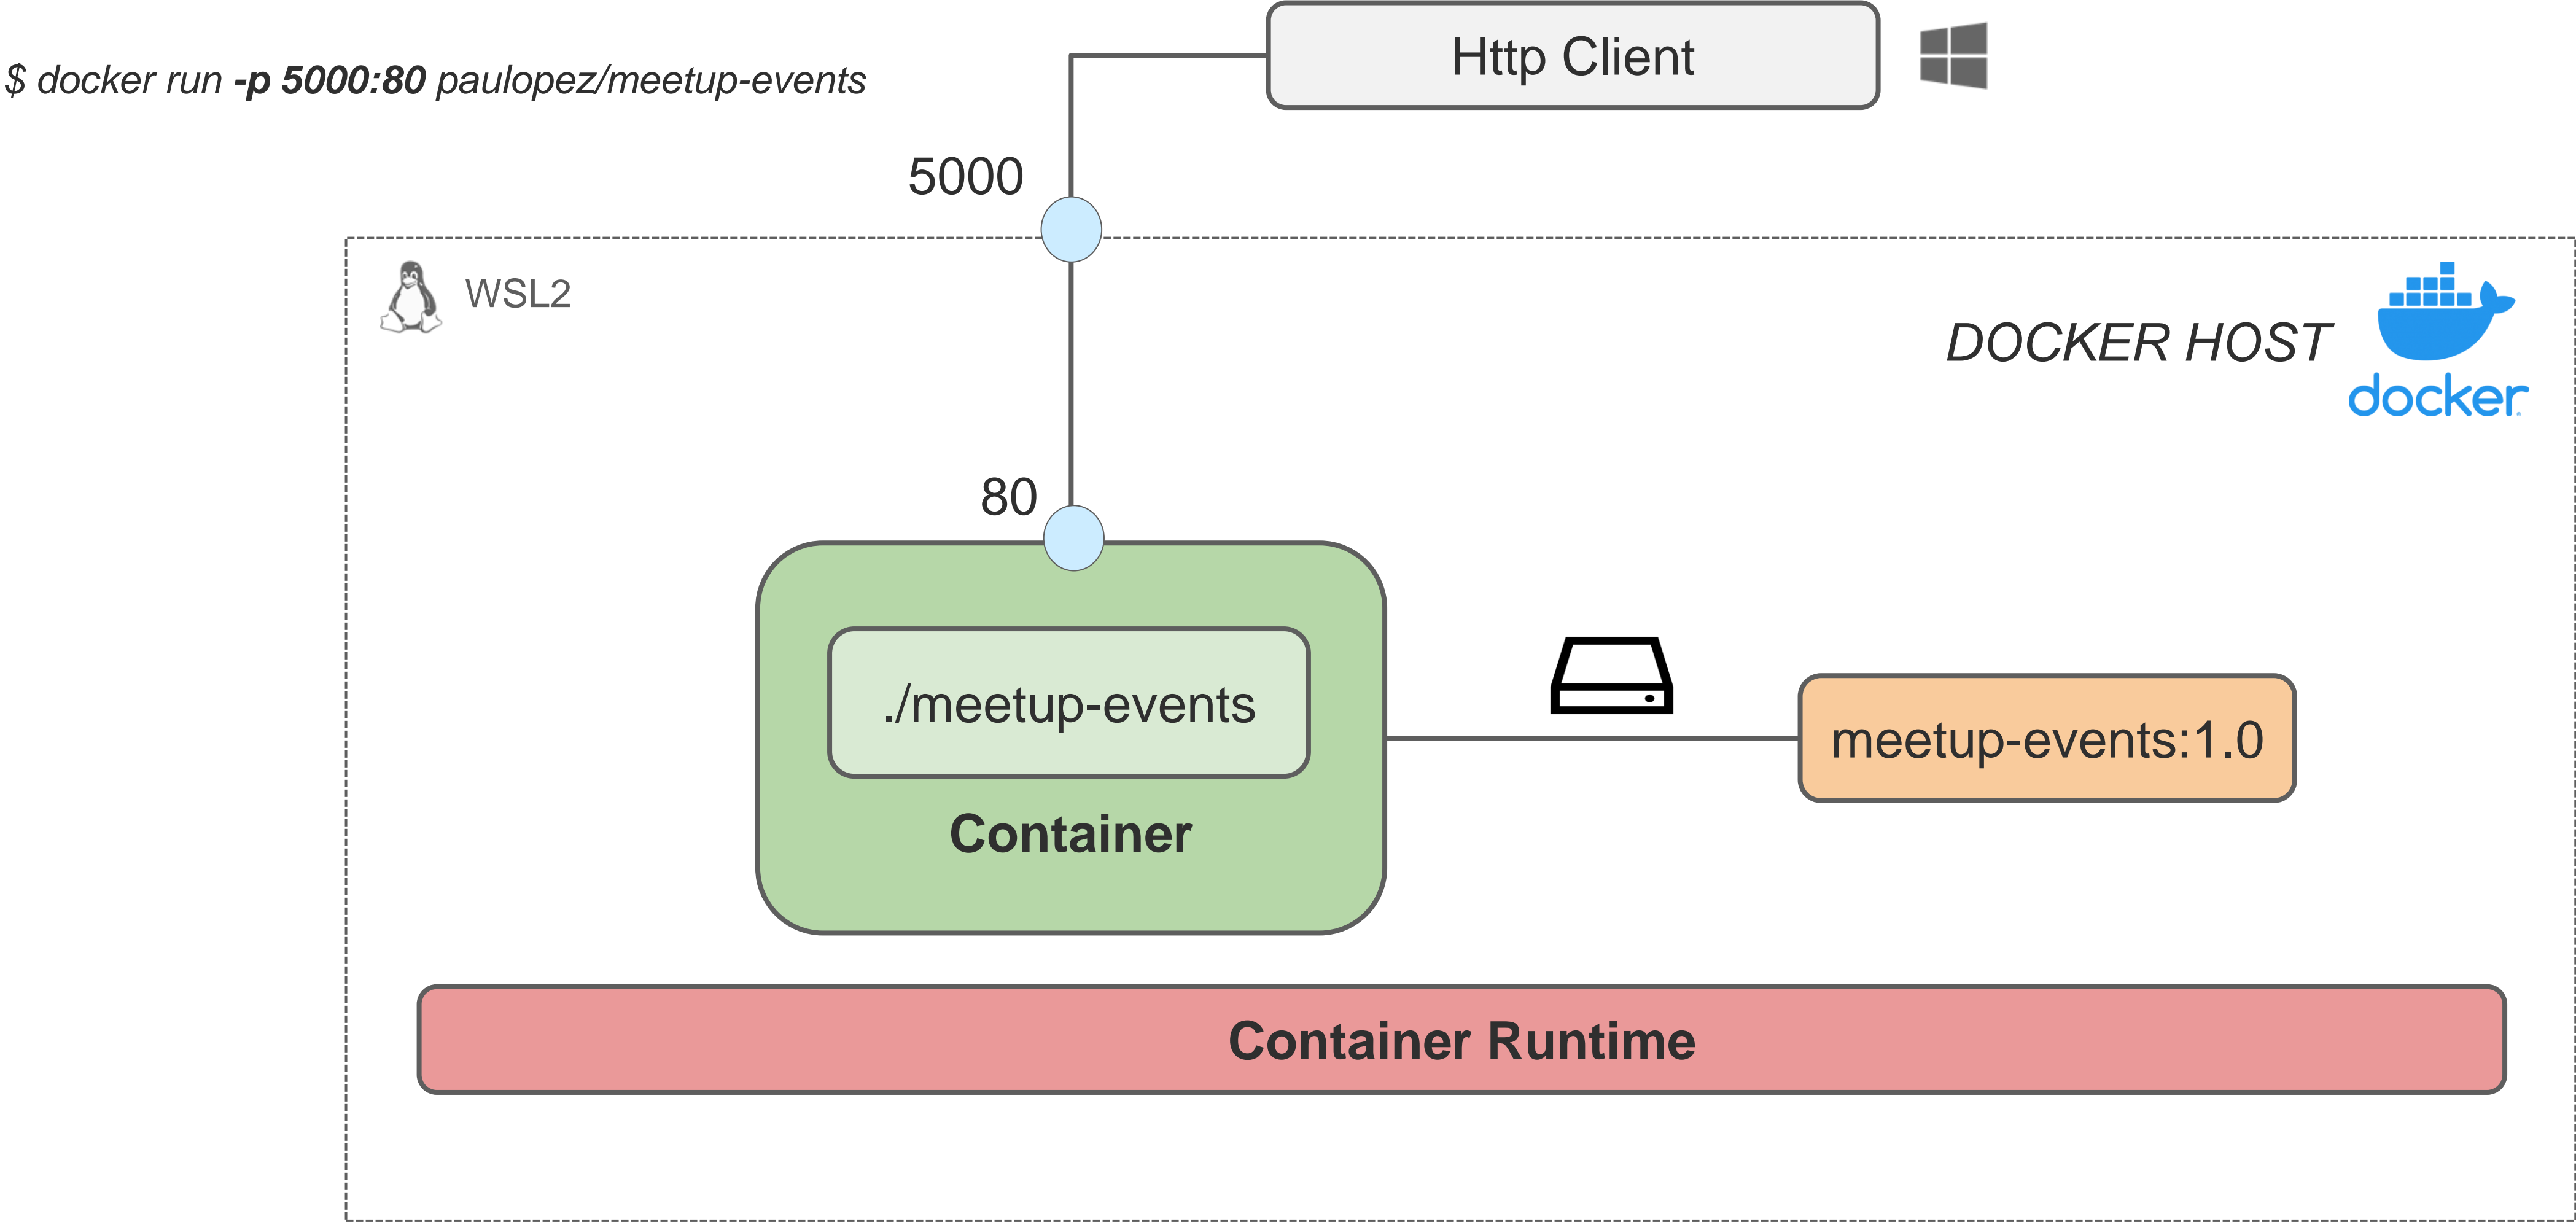 Http Client
$ docker run -p 5000:80 paulopez/meetup-events
5000
WSL2
DOCKER HOST
docker
80
./meetup-events
meetup-events:1.0
Container
Container Runtime